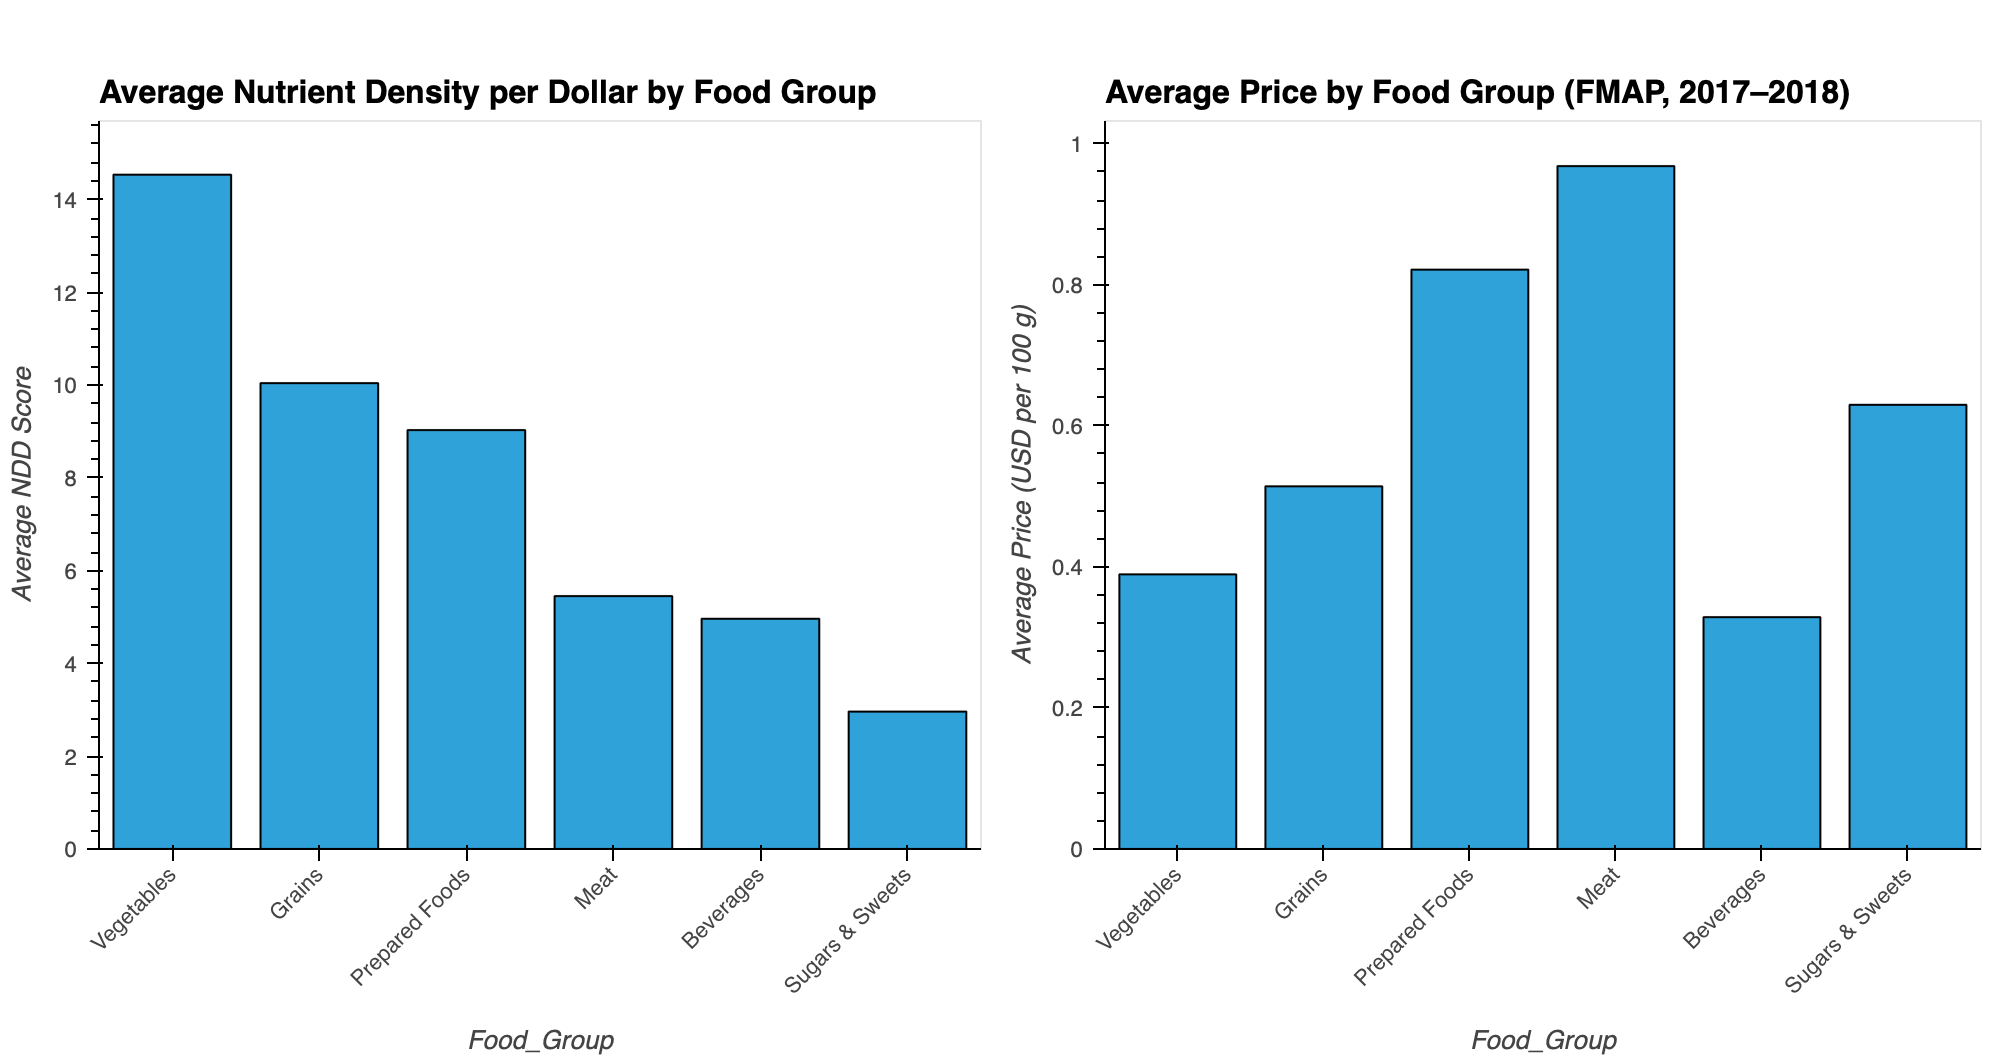 Average Nutrient Density per Dollar by Food Group
Average NDD Score
14
12
10
8
6
4
2
0
Vegetables
Grains
Prepared Foods
Meat
Beverages
Sugars & Sweets
Food_Group
Average Price by Food Group (FMAP, 2017–2018)
Average Price (USD per 100 g)
1
0.8
0.6
0.4
0.2
0
Vegetables
Grains
Prepared Foods
Meat
Beverages
Sugars & Sweets
Food_Group